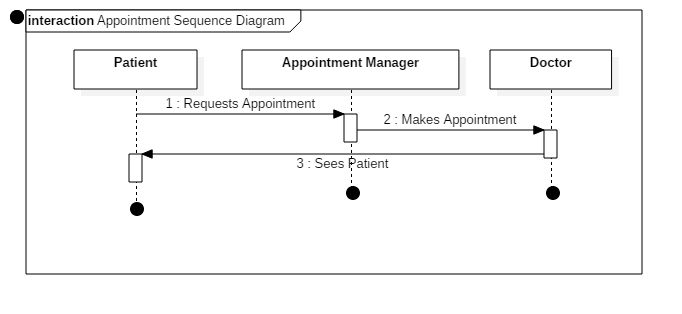 interaction Appointment Sequence Diagram
Patient
Appointment Manager
Doctor
1 : Requests Appointment
2 : Makes Appointment
3 : Sees Patient